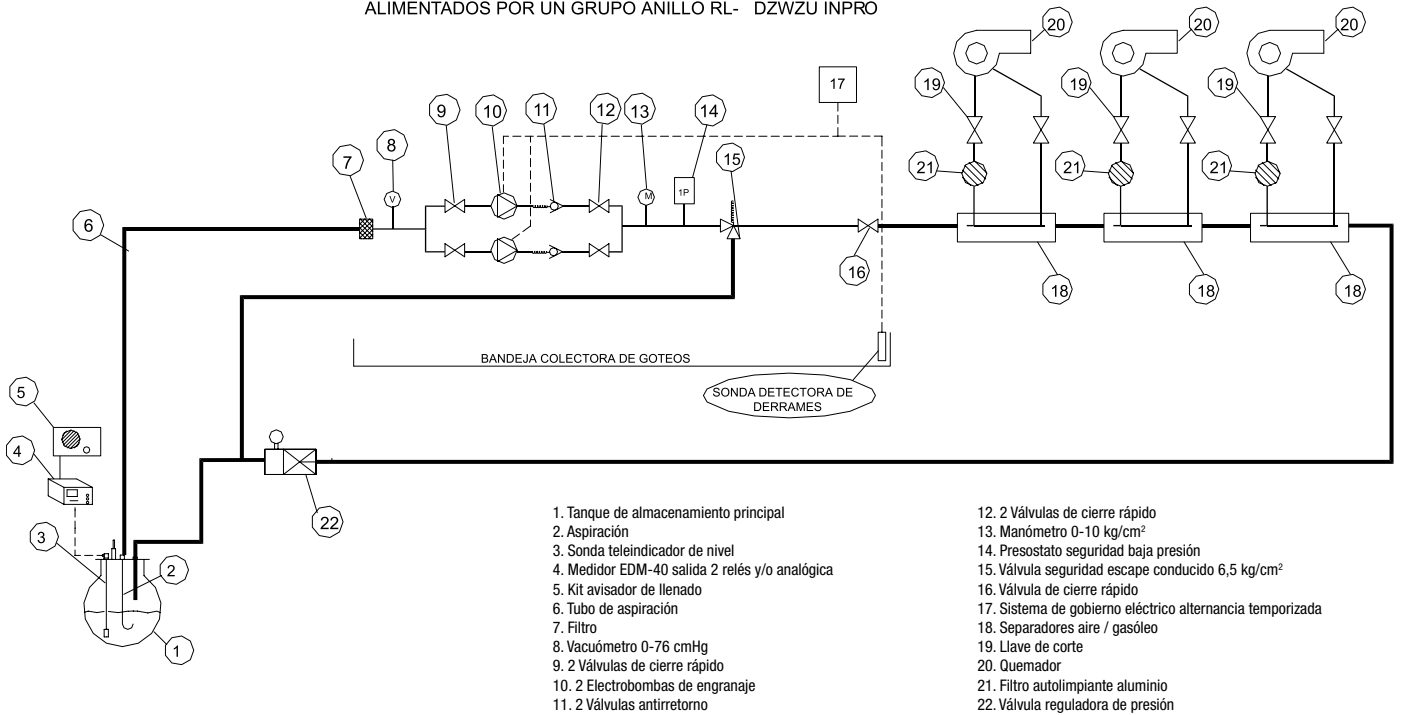 ALIMENTADOS POR UN GRUPO ANILLO RL- DZWZU INPRO
20
20
20
17
19
19
19
9
10
11
12
13
14
8
7
15
21
21
21
V
M
1P
6
16
18
18
18
BANDEJA COLECTORA DE GOTEOS
SONDA DETECTORA DE
DERRAMES
5
4
22
3
2
1
1. Tanque de almacenamiento principal
2. Aspiración
3. Sonda teleindicador de nivel
4. Medidor EDM-40 salida 2 relés y/o analógica
5. Kit avisador de llenado
6. Tubo de aspiración
7. Filtro
8. Vacuómetro 0-76 cmHg
9. 2 Válvulas de cierre rápido
10. 2 Electrobombas de engranaje
11. 2 Válvulas antirretorno
12. 2 Válvulas de cierre rápido
13. Manómetro 0-10 kg/cm²
14. Presostato seguridad baja presión
15. Válvula seguridad escape conducido 6,5 kg/cm²
16. Válvula de cierre rápido
17. Sistema de gobierno eléctrico alternancia temporizada
18. Separadores aire / gasóleo
19. Llave de corte
20. Quemador
21. Filtro autolimpiante aluminio
22. Válvula reguladora de presión